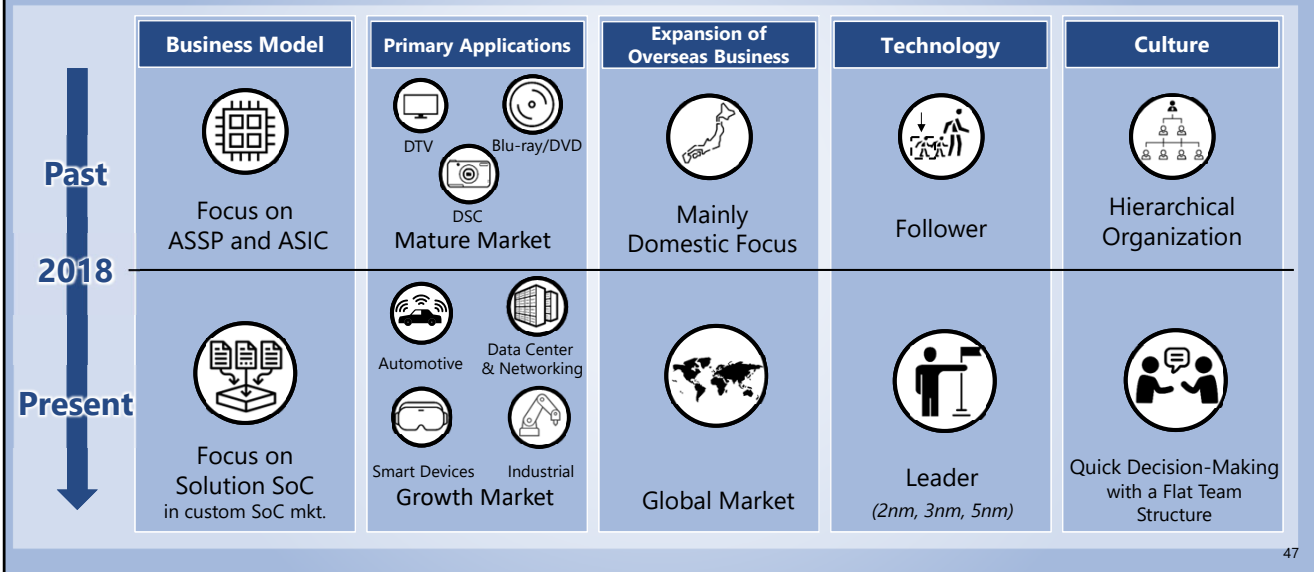 Business Model
Primary Applications
Expansion of
Overseas Business
Technology
Culture
Past
Focus on
ASSP and ASIC
DTV
Blu-ray/DVD
DSC
Mature Market
Mainly
Domestic Focus
Follower
Hierarchical
Organization
2018
Present
Focus on
Solution SoC
in custom SoC mkt.
Automotive
Data Center
& Networking
Smart Devices
Industrial
Growth Market
Global Market
Leader
(2nm, 3nm, 5nm)
Quick Decision-Making
with a Flat Team
Structure
47